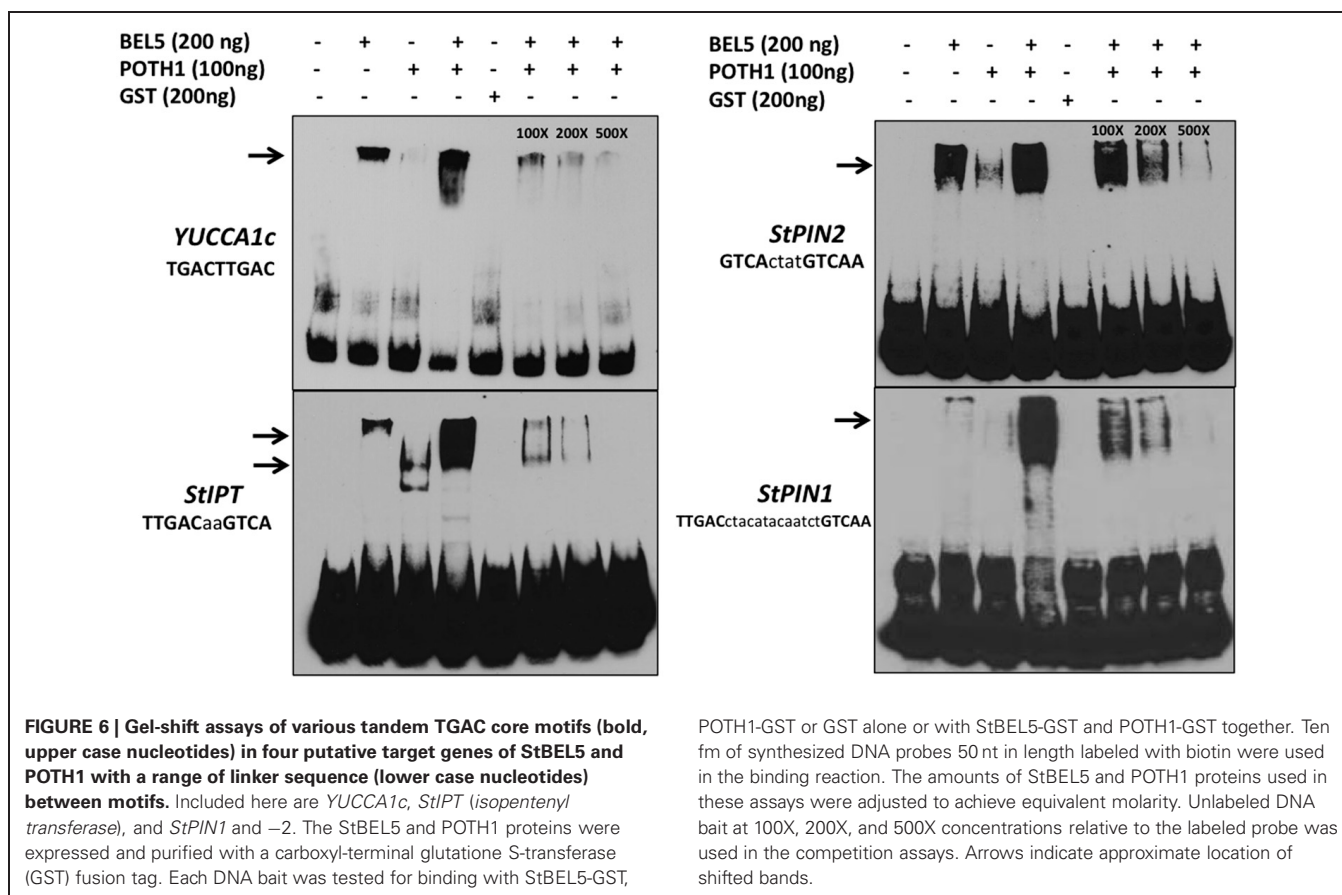 BEL5 (200 ng) - + - + - + + +
POTH1 (100ng) - - + + - + + +
GST (200ng) - - - - + - - -
100X 200X 500X
YUCCA1c
TGACTTGAC
StIPT
TTGACaaGTCA
BEL5 (200 ng) - + - + - + + +
POTH1 (100ng) - - + + - + + +
GST (200ng) - - - - + - - -
100X 200X 500X
StPIN2
GTCActatGTCAA
StPIN1
TTGACctacatacaatctGTCAA
FIGURE 6 | Gel-shift assays of various tandem TGAC core motifs (bold,
upper case nucleotides) in four putative target genes of StBEL5 and
POTH1 with a range of linker sequence (lower case nucleotides)
between motifs. Included here are YUCCA1c, StIPT (isopentenyl
transferase), and StPIN1 and −2. The StBEL5 and POTH1 proteins were
expressed and purified with a carboxyl-terminal glutatione S-transferase
(GST) fusion tag. Each DNA bait was tested for binding with StBEL5-GST,
POTH1-GST or GST alone or with StBEL5-GST and POTH1-GST together. Ten
fm of synthesized DNA probes 50 nt in length labeled with biotin were used
in the binding reaction. The amounts of StBEL5 and POTH1 proteins used in
these assays were adjusted to achieve equivalent molarity. Unlabeled DNA
bait at 100X, 200X, and 500X concentrations relative to the labeled probe was
used in the competition assays. Arrows indicate approximate location of
shifted bands.